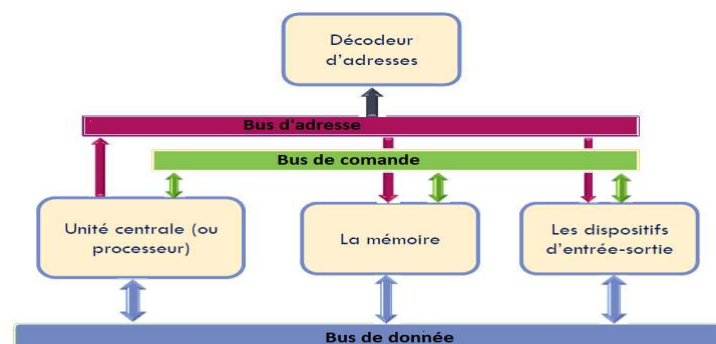 Décodeur
d'adresses
Bus d'adresse
Bus de comande
Unité centrale (ou
processeur)
La mémoire
Les dispositifs
d'entrée-sortie
Bus de donnée